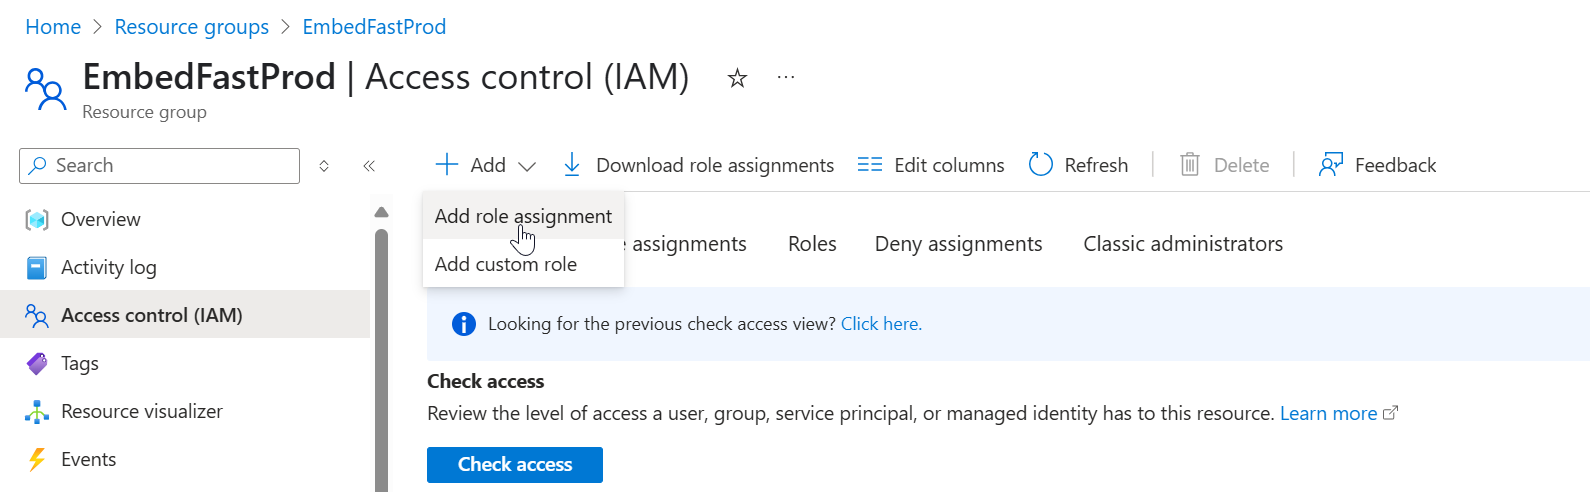 Home > Resource groups > EmbedFastProd
EmbedFastProd | Access control (IAM) ☆ ...
Resource group
Search
Add Download role assignments Edit columns Refresh Delete Feedback
Overview
Activity log
Access control (IAM)
Tags
Resource visualizer
Events
Add role assignment
Add custom role
assignments Roles Deny assignments Classic administrators
Looking for the previous check access view? Click here.
Check access
Review the level of access a user, group, service principal, or managed identity has to this resource. Learn more
Check access